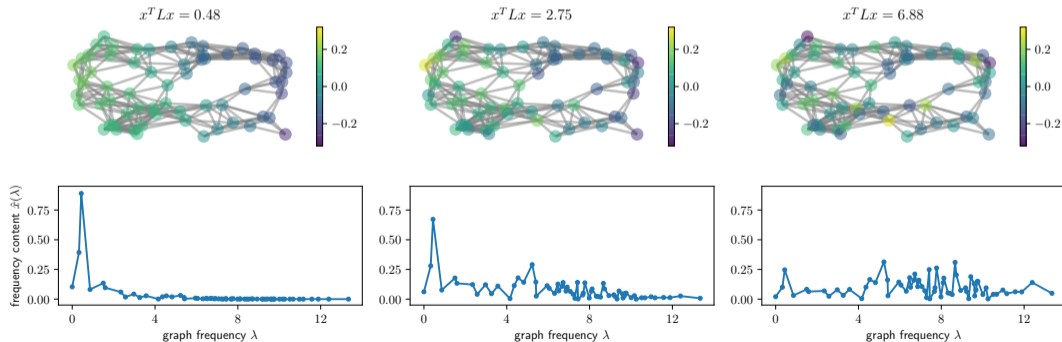 x^T Lx = 0.48
x^T Lx = 2.75
x^T Lx = 6.88
0.2
0.0
−0.2
0.2
0.0
−0.2
0.2
0.0
−0.2
frequency content x̂(λ)
0.75
0.50
0.25
0.00
0 4 8 12
graph frequency λ
0.75
0.50
0.25
0.00
0 4 8 12
graph frequency λ
0.75
0.50
0.25
0.00
0 4 8 12
graph frequency λ